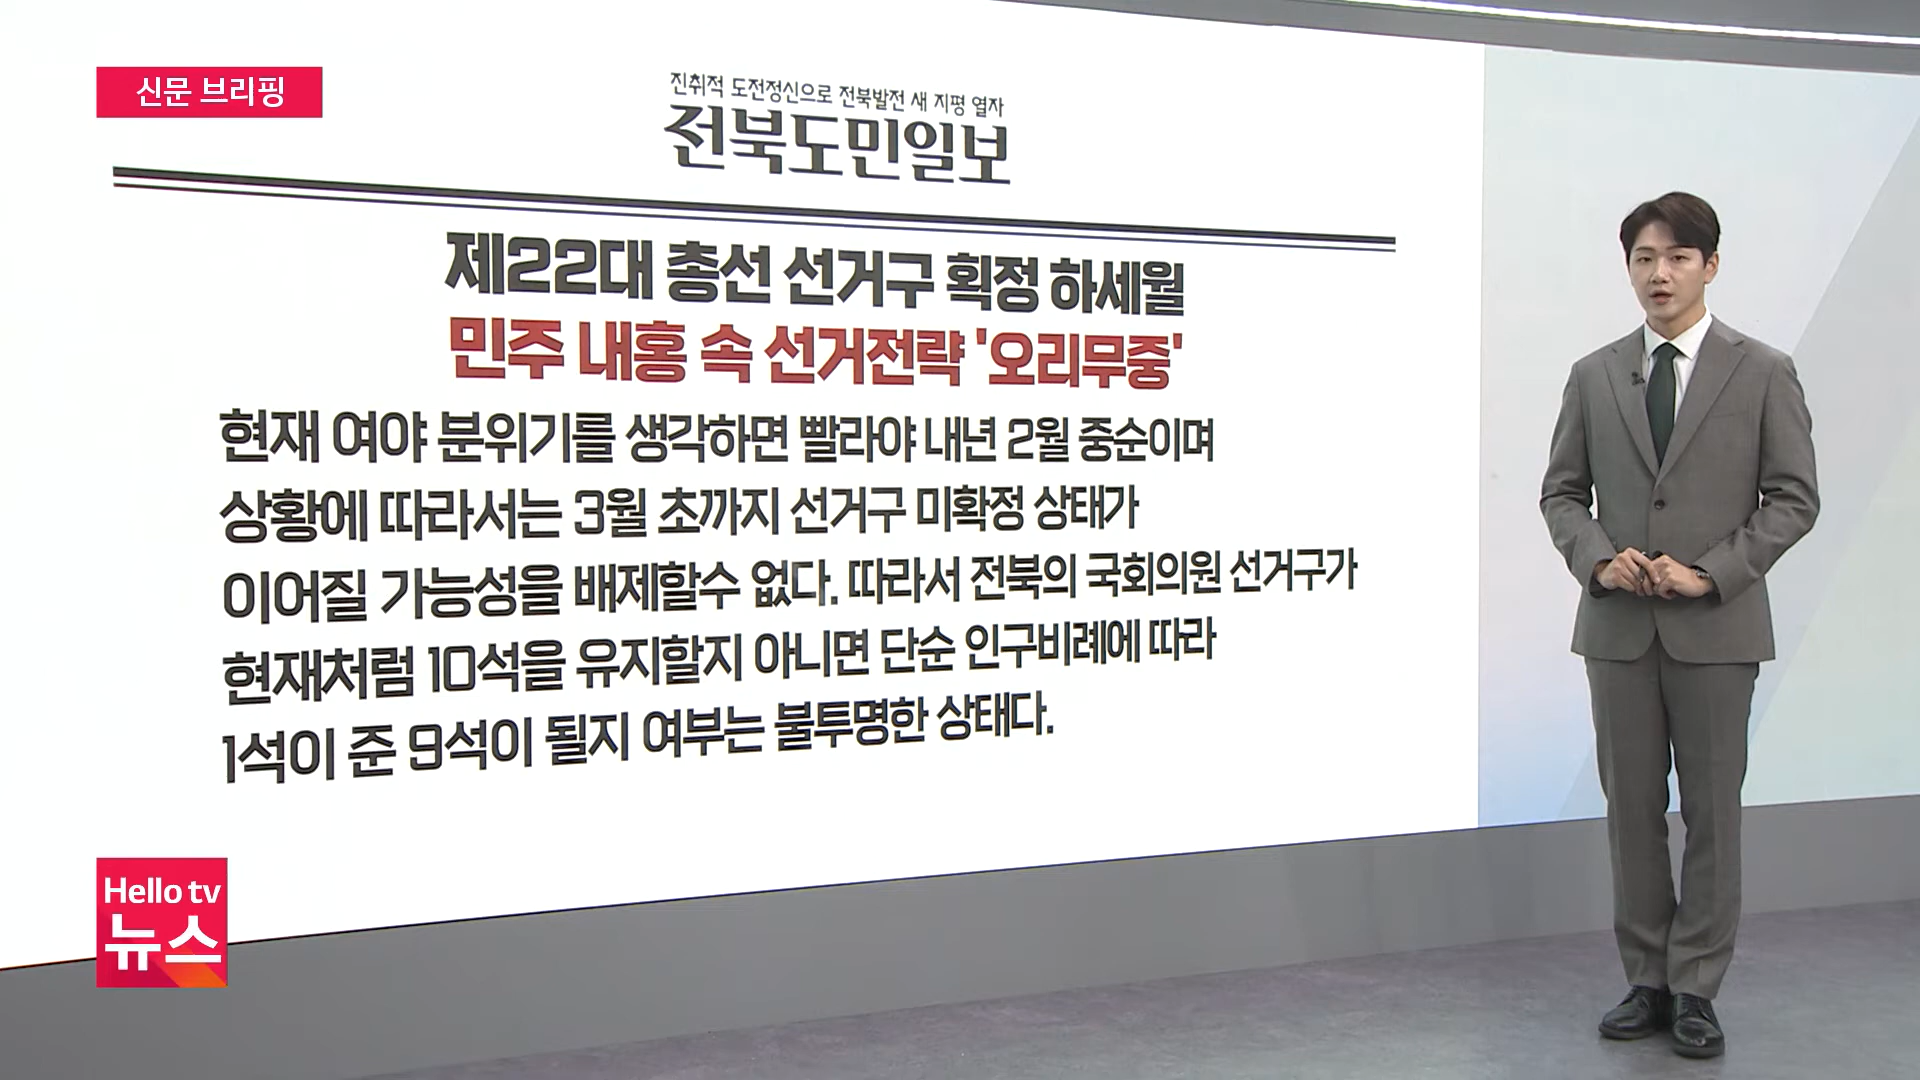 신문 브리핑
진취적 도전정신으로 전북발전 새 지평 열자
전북도민일보
제22대 총선 선거구 획정 하세월
민주 내홍 속 선거전략 '오리무중'
현재 여야 분위기를 생각하면 빨라야 내년 2월 중순이며
상황에 따라서는 3월 초까지 선거구 미확정 상태가
이어질 가능성을 배제할수 없다. 따라서 전북의 국회의원 선거구가
현재처럼 10석을 유지할지 아니면 단순 인구비례에 따라
1석이 준 9석이 될지 여부는 불투명한 상태다.
Hello tv
뉴스